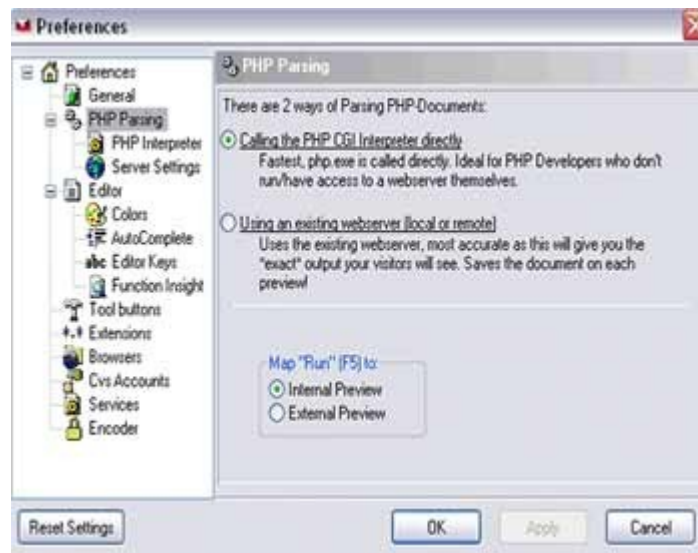 Preferences
Preferences
General
PHP Parsing
PHP Interpreter
Server Settings
Editor
Colors
AutoComplete
abc Editor Keys
Function Insight
Tool buttons
Extensions
Browsers
Cvs Accounts
Services
Encoder
PHP Parsing
There are 2 ways of Parsing PHP-Documents:
Calling the PHP CGI Interpreter directly
Fastest, php.exe is called directly. Ideal for PHP Developers who don't
run/have access to a webserver themselves.
Using an existing webserver (local or remote)
Uses the existing webserver, most accurate as this will give you the
"exact" output your visitors will see. Saves the document on each
preview!
Map "Run" (F5) to:
Internal Preview
External Preview
Reset Settings
OK
Apply
Cancel